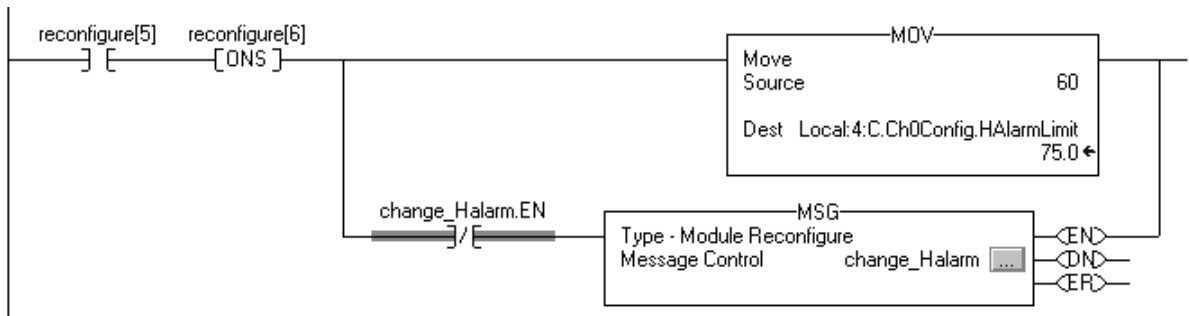 reconfigure[5] reconfigure[6]
ONS
MOV
Move
Source 60
Dest Local:4:C.Ch0Config.HAlarmLimit
75.0
change_Halarm.EN
MSG
Type - Module Reconfigure
Message Control change_Halarm ...
EN
DN
ER